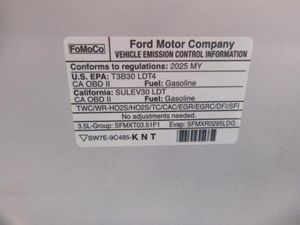 FoMoCo
Ford Motor Company
VEHICLE EMISSION CONTROL INFORMATION
Conforms to regulations: 2025 MY
U.S. EPA: T3B30 LDT4
CA OBD II Fuel: Gasoline
California: SULEV30 LDT
CA OBD II Fuel: Gasoline
TWC/WR-HO2S/HO2S/TC/CAC/EGR/EGRC/DFI/SFI
No adjustments needed.
3.5L-Group: SFMXT03.51F1 Evap: SFMXR0295LDG
SW7E-9C485-KNT